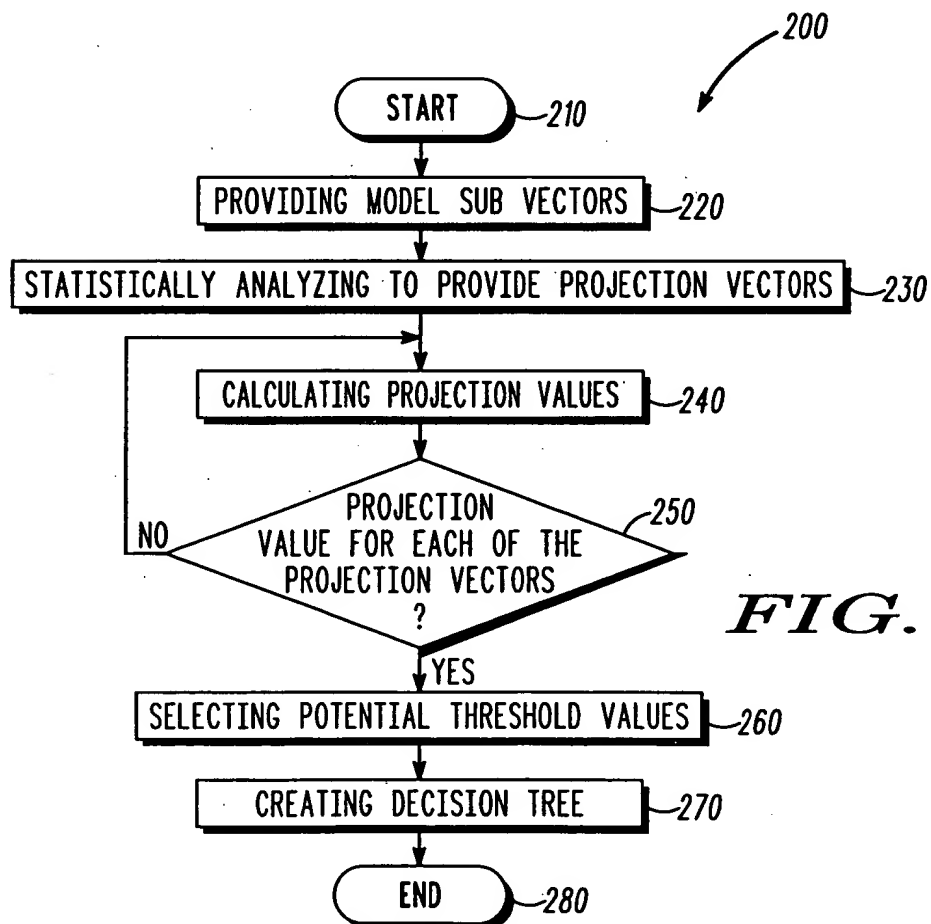 200
START
210
PROVIDING MODEL SUB VECTORS
220
STATISTICALLY ANALYZING TO PROVIDE PROJECTION VECTORS
230
CALCULATING PROJECTION VALUES
240
PROJECTION
VALUE FOR EACH OF THE
PROJECTION VECTORS
?
250
NO
YES
FIG.
SELECTING POTENTIAL THRESHOLD VALUES
260
CREATING DECISION TREE
270
END
280